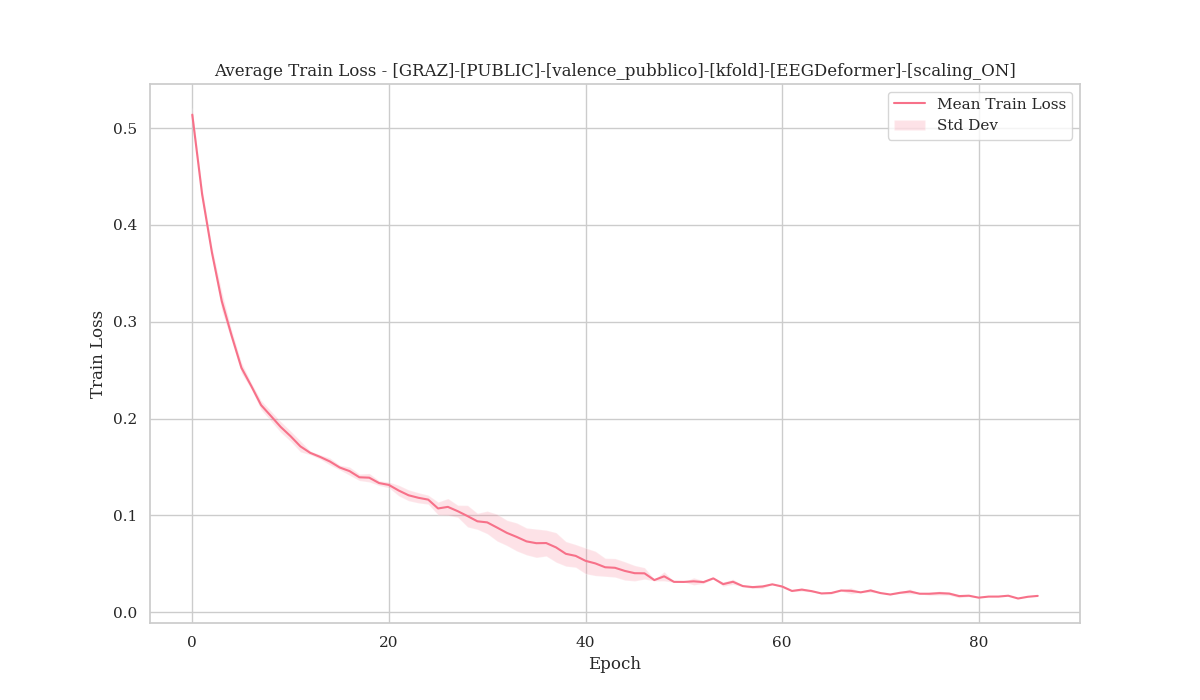 Average Train Loss - [GRAZ]-[PUBLIC]-[valence_pubblico]-[kfold]-[EEGDeformer]-[scaling_ON]
Mean Train Loss
Std Dev
Train Loss
0.5
0.4
0.3
0.2
0.1
0.0
0 20 40 60 80
Epoch